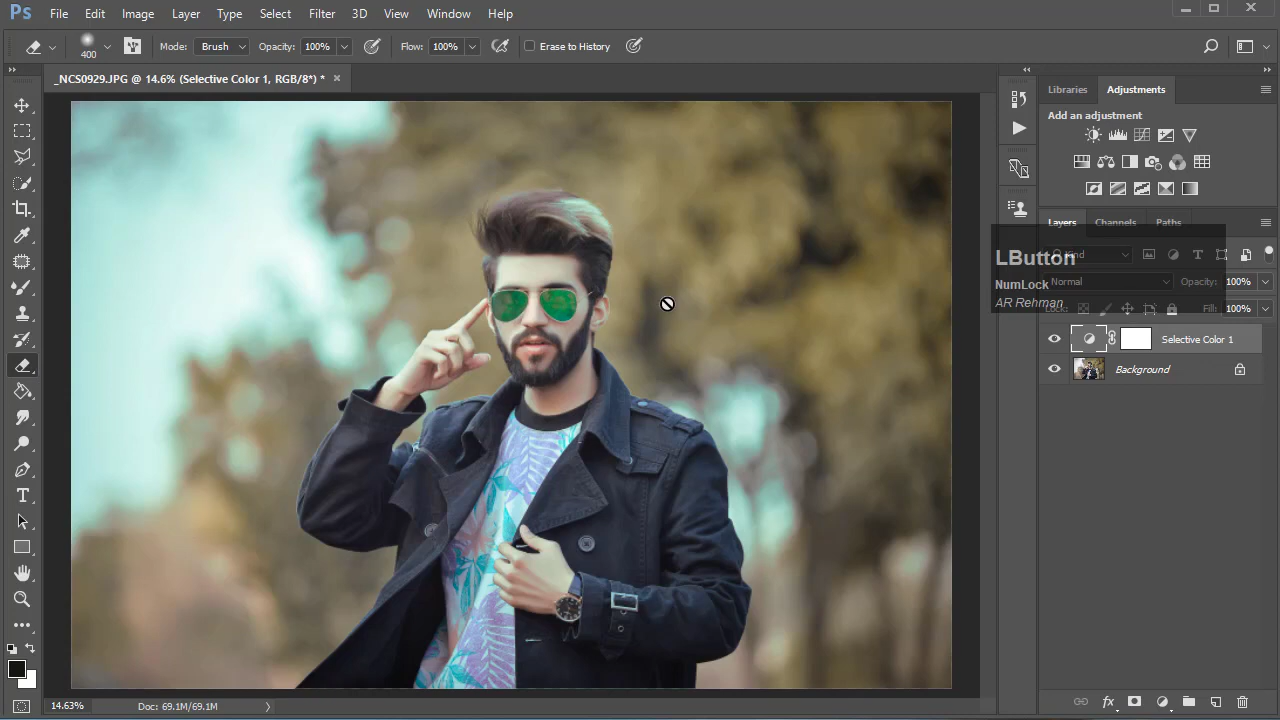 Ps File Edit Image Layer Type Select Filter 3D View Window Help
400 Mode: Brush Opacity: 100% Flow: 100% Erase to History
_NCS0929.JPG @ 14.6% (Selective Color 1, RGB/8*) * ×
Libraries Adjustments
Add an adjustment
Layers Channels Paths
Kind
LButton
Normal Opacity: 100%
NumLock
AR Rehman
Lock: Fill: 100%
Selective Color 1
Background
14.63% Doc: 69.1M/69.1M